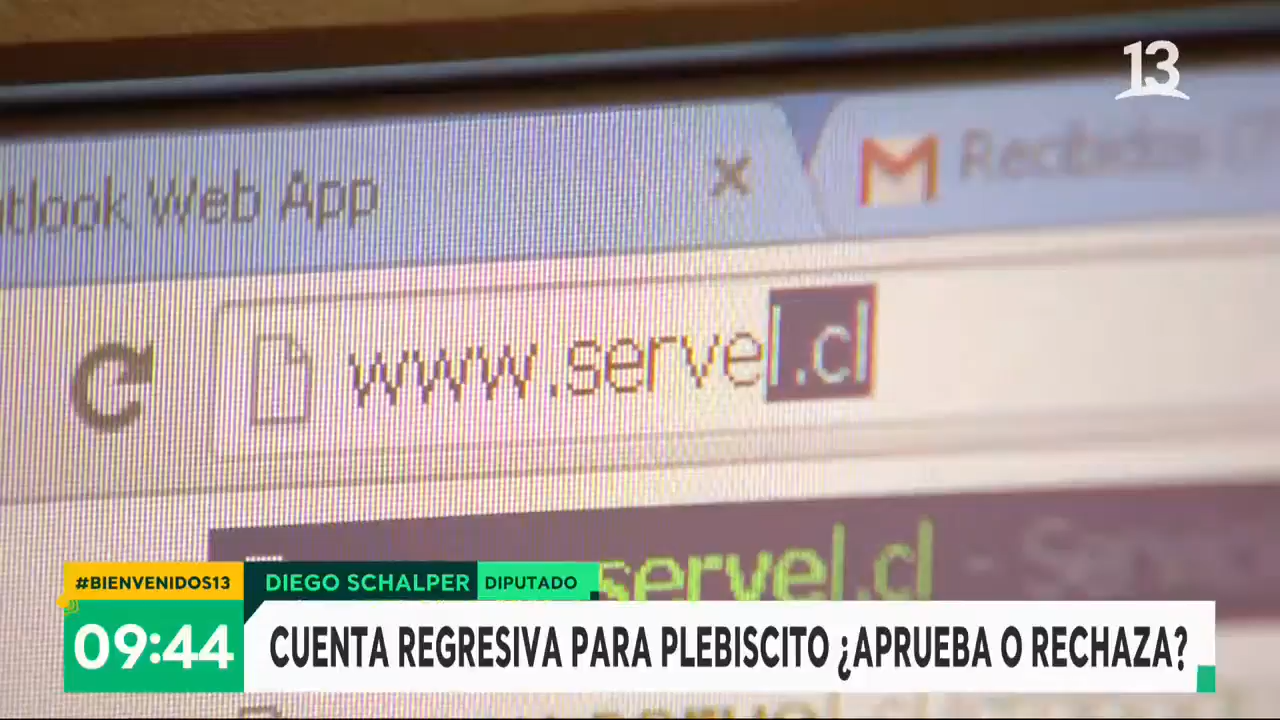 13
tlook Web App
Recibidos
www.servel.cl
servel.cl - Servic
#BIENVENIDOS13
DIEGO SCHALPER DIPUTADO
09:44
CUENTA REGRESIVA PARA PLEBISCITO ¿APRUEBA O RECHAZA?